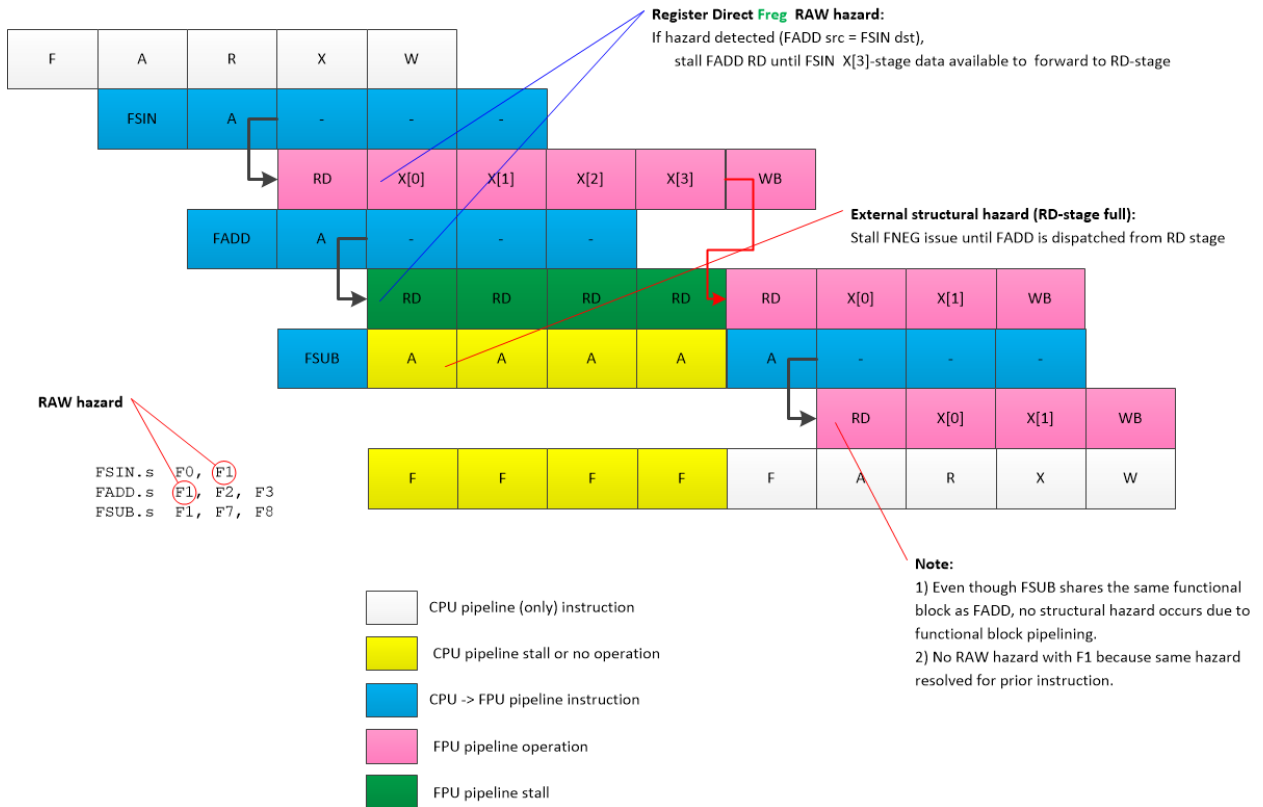 Register Direct Freg RAW hazard:
If hazard detected (FADD src = FSIN dst),
stall FADD RD until FSIN X[3]-stage data available to forward to RD-stage
F A R X W
FSIN A - - -
RD X[0] X[1] X[2] X[3] WB
External structural hazard (RD-stage full):
Stall FNEG issue until FADD is dispatched from RD stage
FADD A - - -
RD RD RD RD RD X[0] X[1] WB
FSUB A A A A A - - -
RD X[0] X[1] WB
F F F F F A R X W
RAW hazard
FSIN.s F0, F1
FADD.s F1, F2, F3
FSUB.s F1, F7, F8
Note:
1) Even though FSUB shares the same functional
block as FADD, no structural hazard occurs due to
functional block pipelining.
2) No RAW hazard with F1 because same hazard
resolved for prior instruction.
CPU pipeline (only) instruction
CPU pipeline stall or no operation
CPU -> FPU pipeline instruction
FPU pipeline operation
FPU pipeline stall